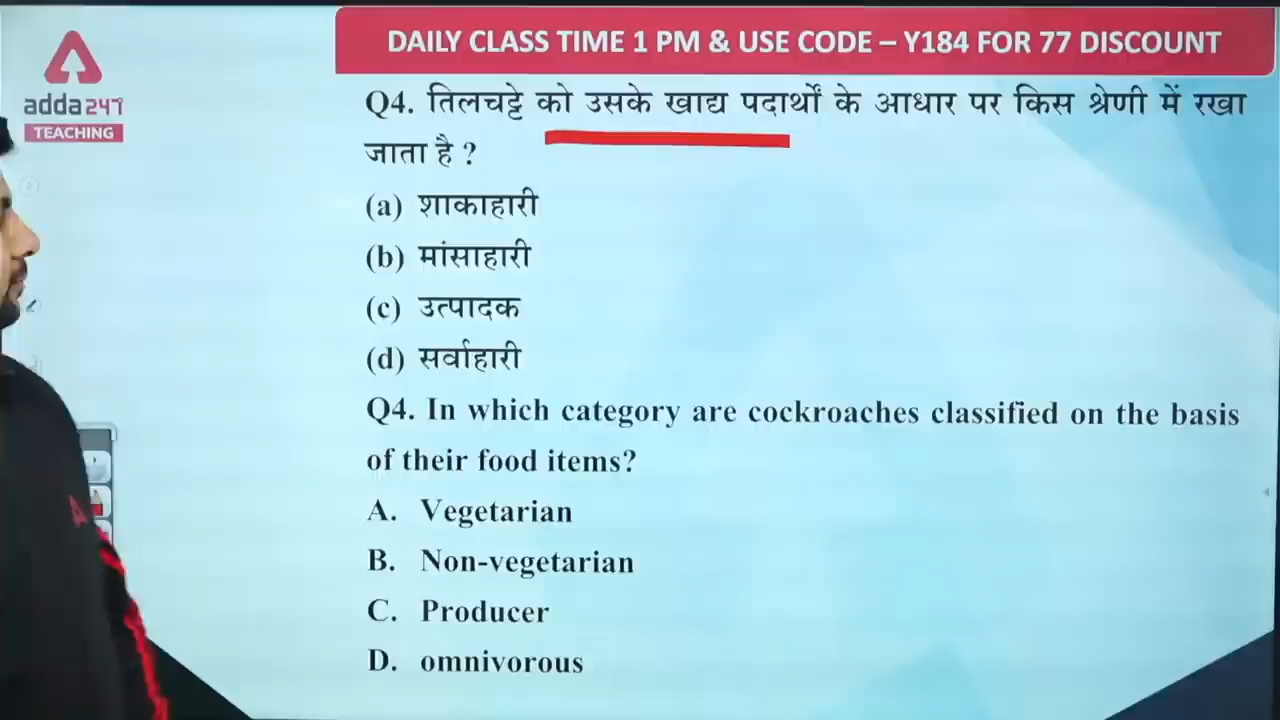 DAILY CLASS TIME 1 PM & USE CODE – Y184 FOR 77 DISCOUNT
adda247
TEACHING
Q4. तिलचट्टे को उसके खाद्य पदार्थों के आधार पर किस श्रेणी में रखा
जाता है ?
(a) शाकाहारी
(b) मांसाहारी
(c) उत्पादक
(d) सर्वाहारी
Q4. In which category are cockroaches classified on the basis
of their food items?
A. Vegetarian
B. Non-vegetarian
C. Producer
D. omnivorous